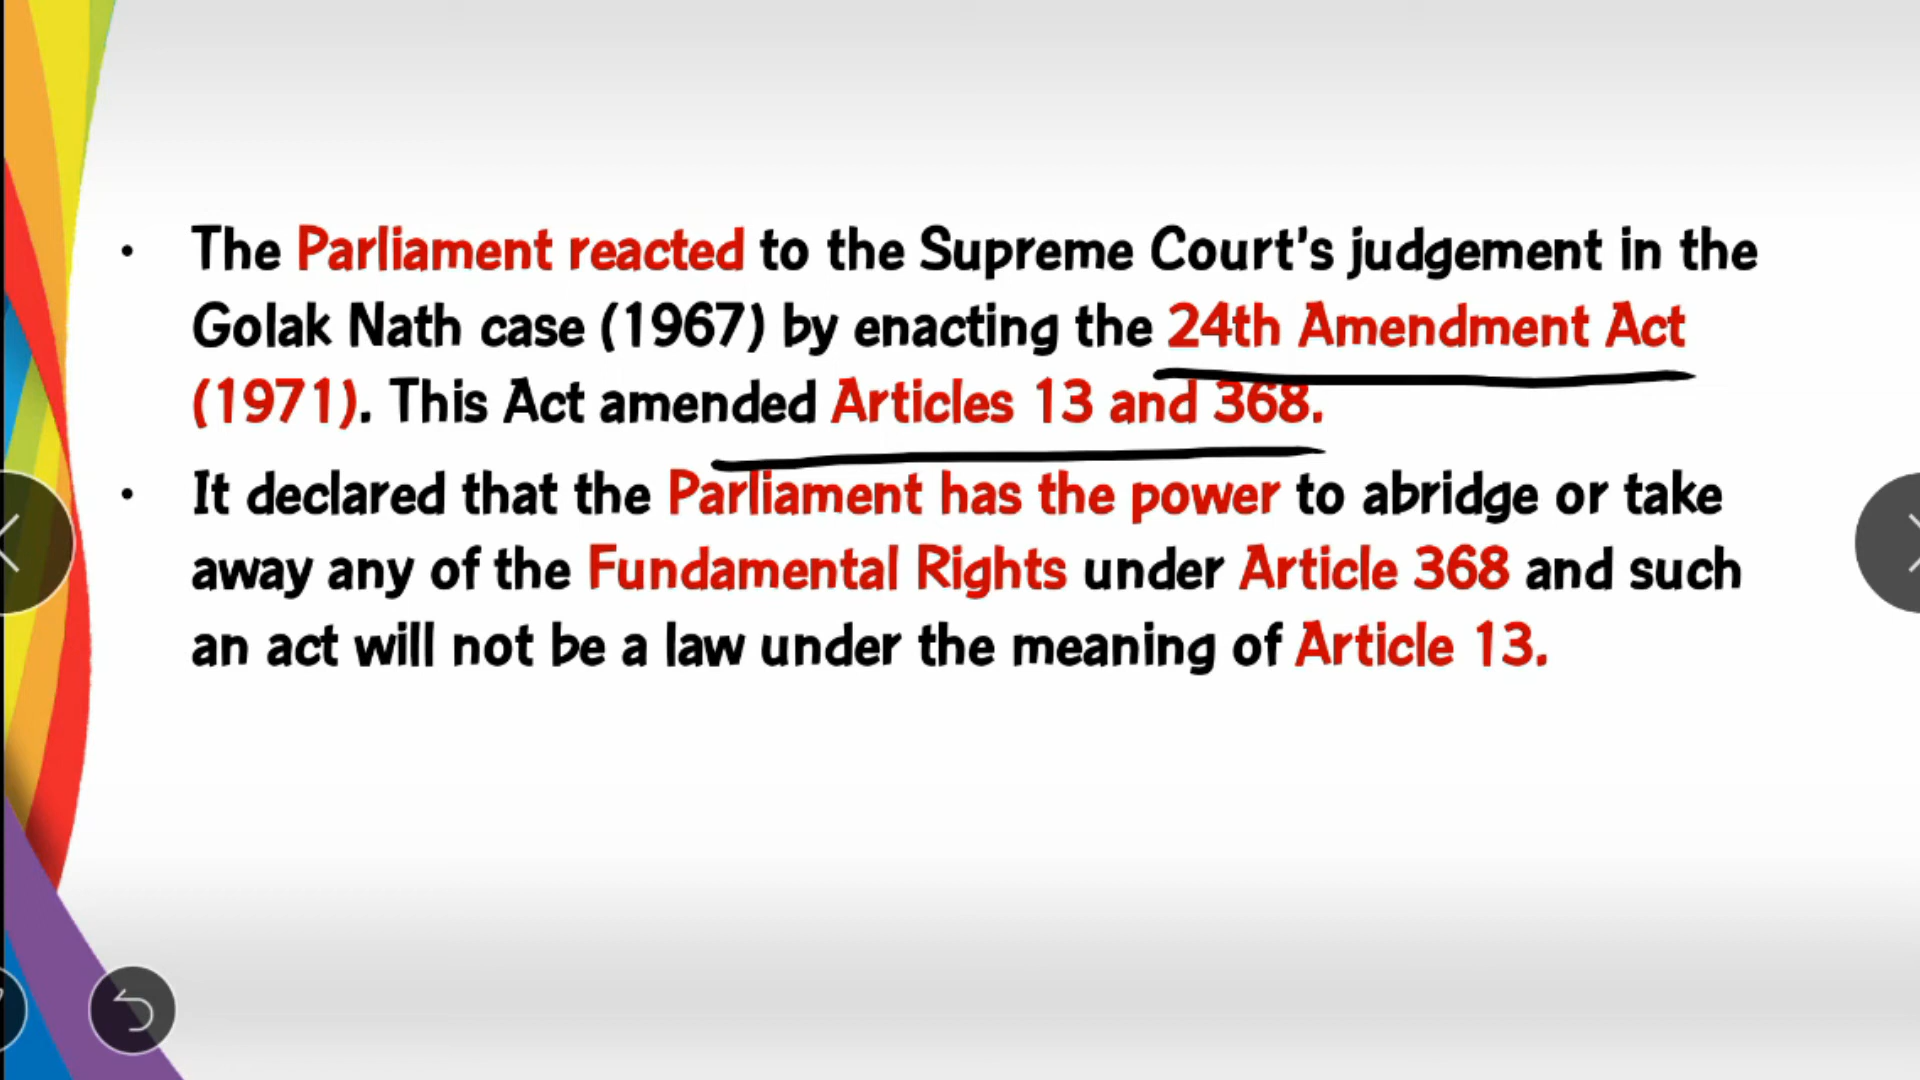 • The Parliament reacted to the Supreme Court's judgement in the
Golak Nath case (1967) by enacting the 24th Amendment Act
(1971). This Act amended Articles 13 and 368.
• It declared that the Parliament has the power to abridge or take
away any of the Fundamental Rights under Article 368 and such
an act will not be a law under the meaning of Article 13.